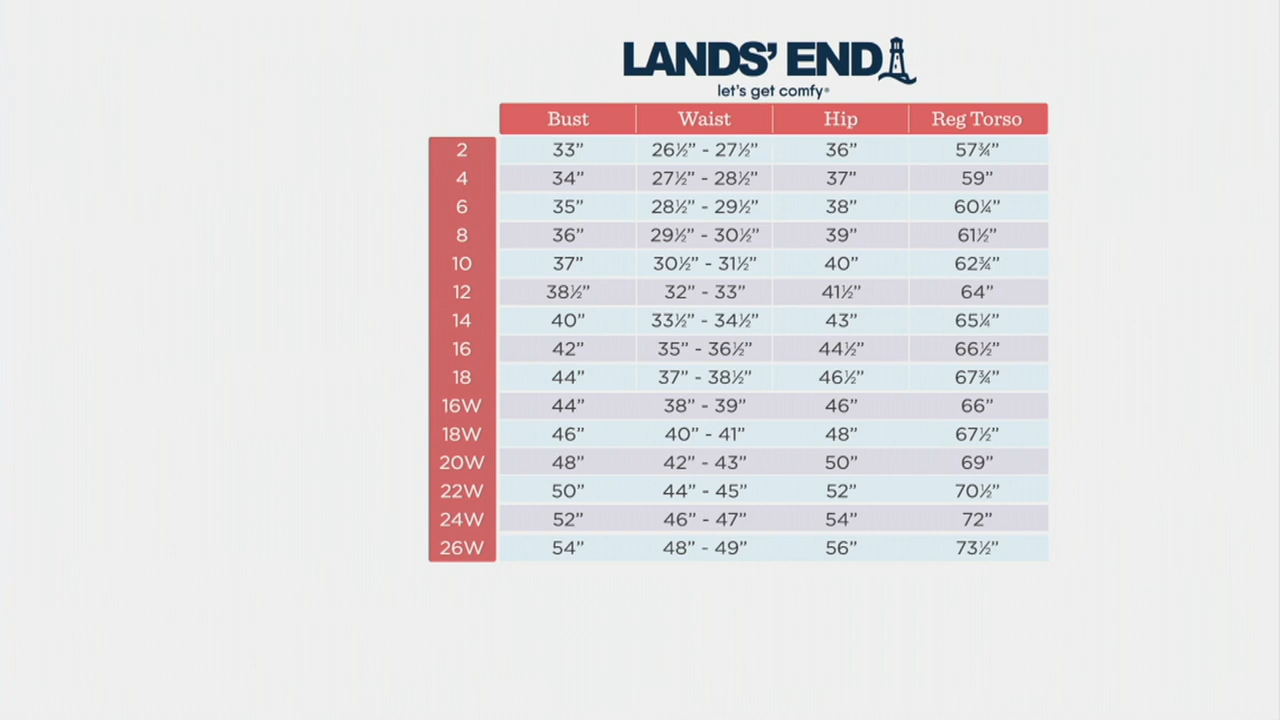 LANDS' END
let's get comfy®
Bust Waist Hip Reg Torso
2 33” 26½” - 27½” 36” 57¾”
4 34” 27½” - 28½” 37” 59”
6 35” 28½” - 29½” 38” 60¼”
8 36” 29½” - 30½” 39” 61½”
10 37” 30½” - 31½” 40” 62¾”
12 38½” 32” - 33” 41½” 64”
14 40” 33½” - 34½” 43” 65¼”
16 42” 35” - 36½” 44½” 66½”
18 44” 37” - 38½” 46½” 67¾”
16W 44” 38” - 39” 46” 66”
18W 46” 40” - 41” 48” 67½”
20W 48” 42” - 43” 50” 69”
22W 50” 44” - 45” 52” 70½”
24W 52” 46” - 47” 54” 72”
26W 54” 48” - 49” 56” 73½”